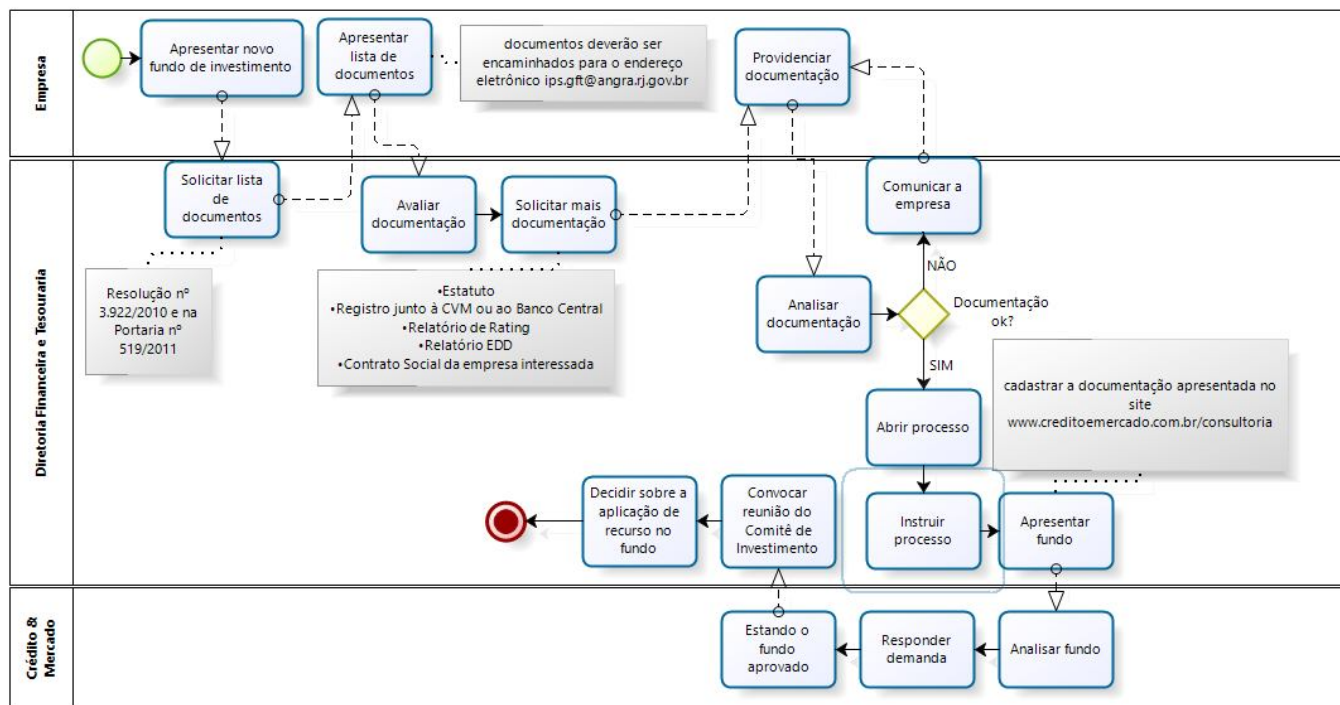 Empresa
Apresentar novo
fundo de investimento
Apresentar
lista de
documentos
documentos deverão ser
encaminhados para o endereço
eletrônico ips.gft@angra.rj.gov.br
Providenciar
documentação
Diretoria Financeira e Tesouraria
Solicitar lista
de
documentos
Resolução nº
3.922/2010 e na
Portaria nº
519/2011
Avaliar
documentação
Solicitar mais
documentação
•Estatuto
•Registro junto à CVM ou ao Banco Central
•Relatório de Rating
•Relatório EDD
•Contrato Social da empresa interessada
Comunicar a
empresa
NÃO
Analisar
documentação
Documentação
ok?
SIM
cadastrar a documentação apresentada no
site
www.creditoemercado.com.br/consultoria
Abrir processo
Instruir
processo
Apresentar
fundo
Convocar
reunião do
Comitê de
Investimento
Decidir sobre a
aplicação de
recurso no
fundo
Crédito &
Mercado
Estando o
fundo
aprovado
Responder
demanda
Analisar fundo